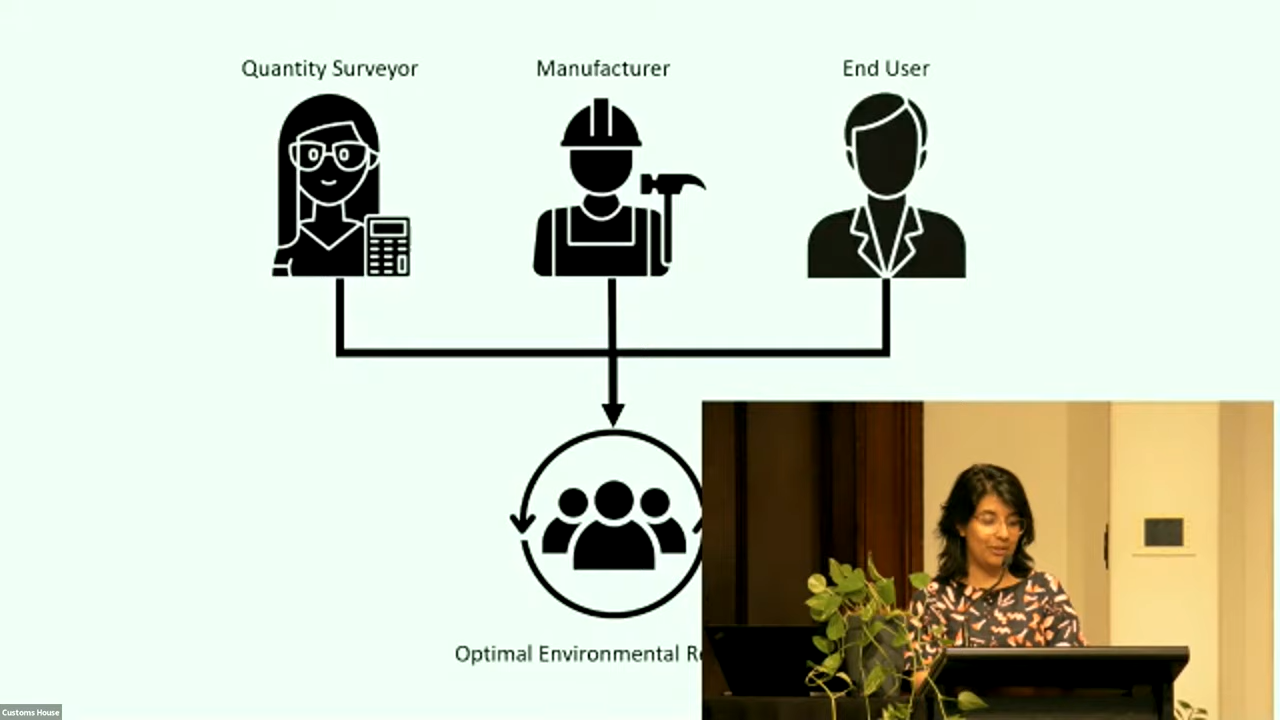 Quantity Surveyor
Manufacturer
End User
Optimal Environmental
Customs House